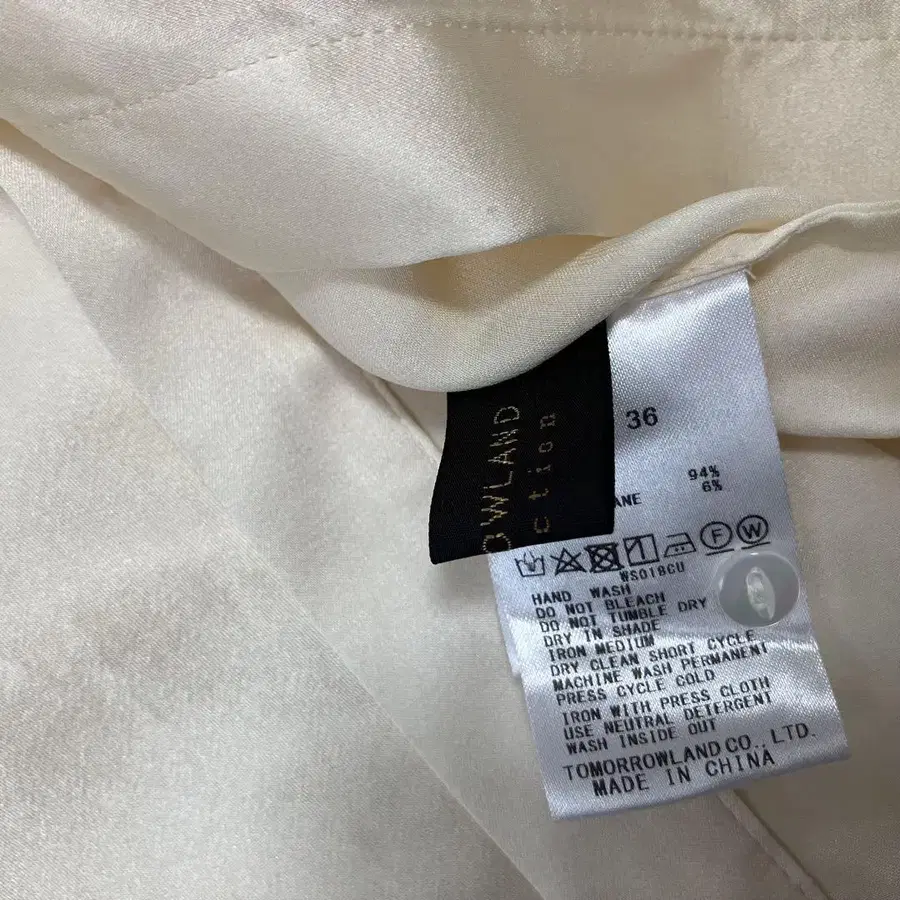 OWLAND
ction
36
94%
ANE 6%
F W
WS018CU
HAND WASH
DO NOT BLEACH
DO NOT TUMBLE DRY
DRY IN SHADE
IRON MEDIUM
DRY CLEAN SHORT CYCLE
MACHINE WASH PERMANENT
PRESS CYCLE COLD
IRON WITH PRESS CLOTH
USE NEUTRAL DETERGENT
WASH INSIDE OUT
TOMORROWLAND CO., LTD.
MADE IN CHINA